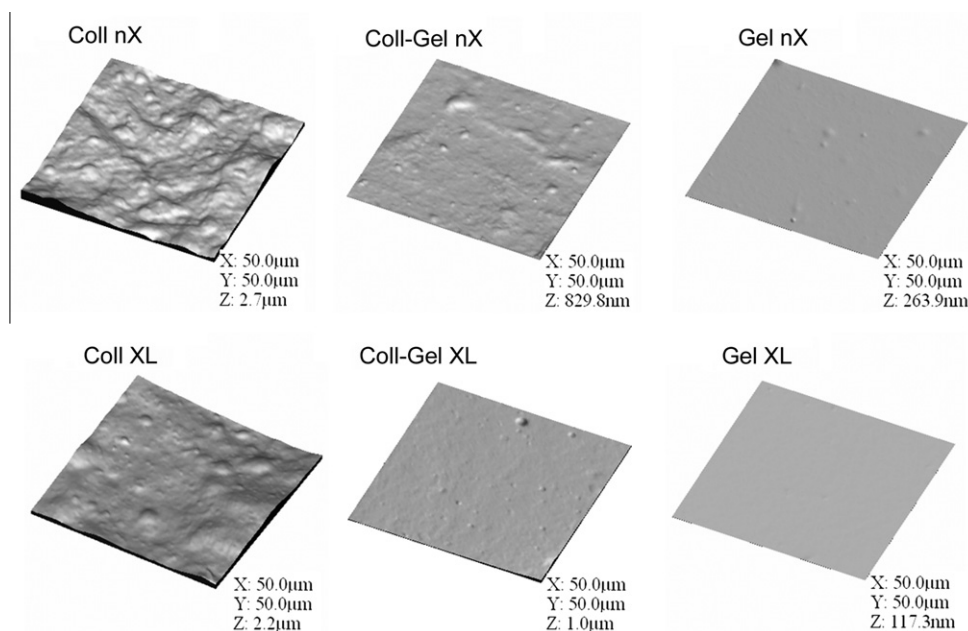 Coll nX
Coll-Gel nX
Gel nX
X: 50.0µm
Y: 50.0µm
Z: 2.7µm
X: 50.0µm
Y: 50.0µm
Z: 829.8nm
X: 50.0µm
Y: 50.0µm
Z: 263.9nm
Coll XL
Coll-Gel XL
Gel XL
X: 50.0µm
Y: 50.0µm
Z: 2.2µm
X: 50.0µm
Y: 50.0µm
Z: 1.0µm
X: 50.0µm
Y: 50.0µm
Z: 117.3nm